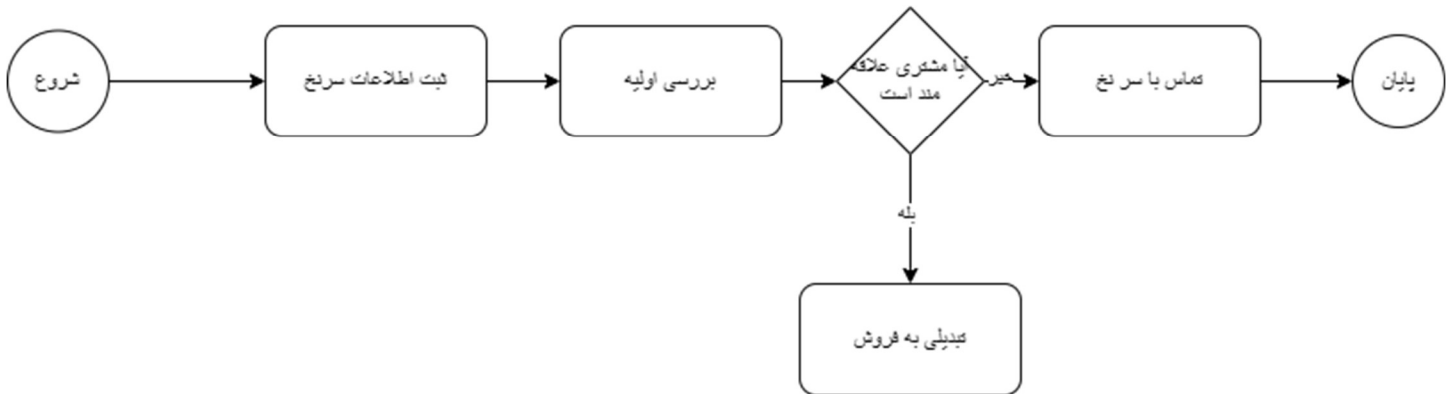 شروع
ثبت اطلاعات سرنخ
بررسی اولیه
آیا مشتری علاقه
مند است
خیر
تماس با سر نخ
پایان
بله
تبدیلی به فروش